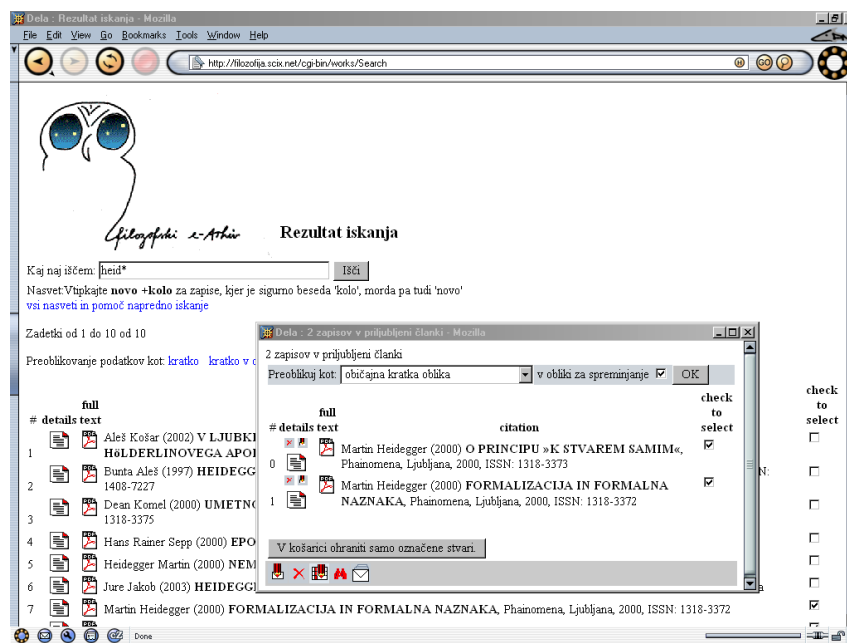 Dela : Rezultat iskanja - Mozilla
File Edit View Go Bookmarks Tools Window Help
http://filozofija.scix.net/cgi-bin/works/Search
GO
filozofski e-Arhiv
Rezultat iskanja
Kaj naj iščem: heid* Išči
Nasvet:Vtipkajte novo +kolo za zapise, kjer je sigurno beseda 'kolo', morda pa tudi 'novo'
vsi nasveti in pomoč napredno iskanje
Zadetki od 1 do 10 od 10
Preoblikovanje podatkov kot: kratko kratko v o
# details full text check to select
1 Aleš Košar (2002) V LJUBKI
HöLDERLINOVEGA APOI
2 Bunta Aleš (1997) HEIDEGG N:
1408-7227
3 Dean Komel (2000) UMETNO
1318-3375
4 Hans Rainer Sepp (2000) EPO
5 Heidegger Martin (2000) NEM
6 Jure Jakob (2003) HEIDEGGI a
7 Martin Heidegger (2000) FORMALIZACIJA IN FORMALNA NAZNAKA, Phainomena, Ljubljana, 2000, ISSN: 1318-3372
Done
Dela : 2 zapisov v priljubljeni članki - Mozilla
2 zapisov v priljubljeni članki
Preoblikuj kot: običajna kratka oblika v obliki za spreminjanje OK
# details full text citation check to select
0 Martin Heidegger (2000) O PRINCIPU »K STVAREM SAMIM«,
Phainomena, Ljubljana, 2000, ISSN: 1318-3373
1 Martin Heidegger (2000) FORMALIZACIJA IN FORMALNA
NAZNAKA, Phainomena, Ljubljana, 2000, ISSN: 1318-3372
V košarici ohraniti samo označene stvari.